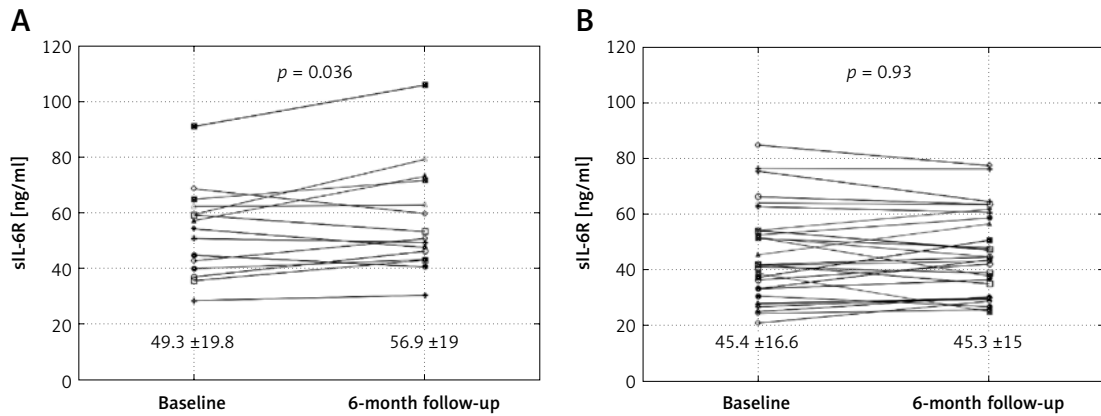 A
sIL-6R [ng/ml]
120
100
80
60
40
20
0
p = 0.036
49.3 ±19.8
56.9 ±19
Baseline
6-month follow-up
B
sIL-6R [ng/ml]
120
100
80
60
40
20
0
p = 0.93
45.4 ±16.6
45.3 ±15
Baseline
6-month follow-up